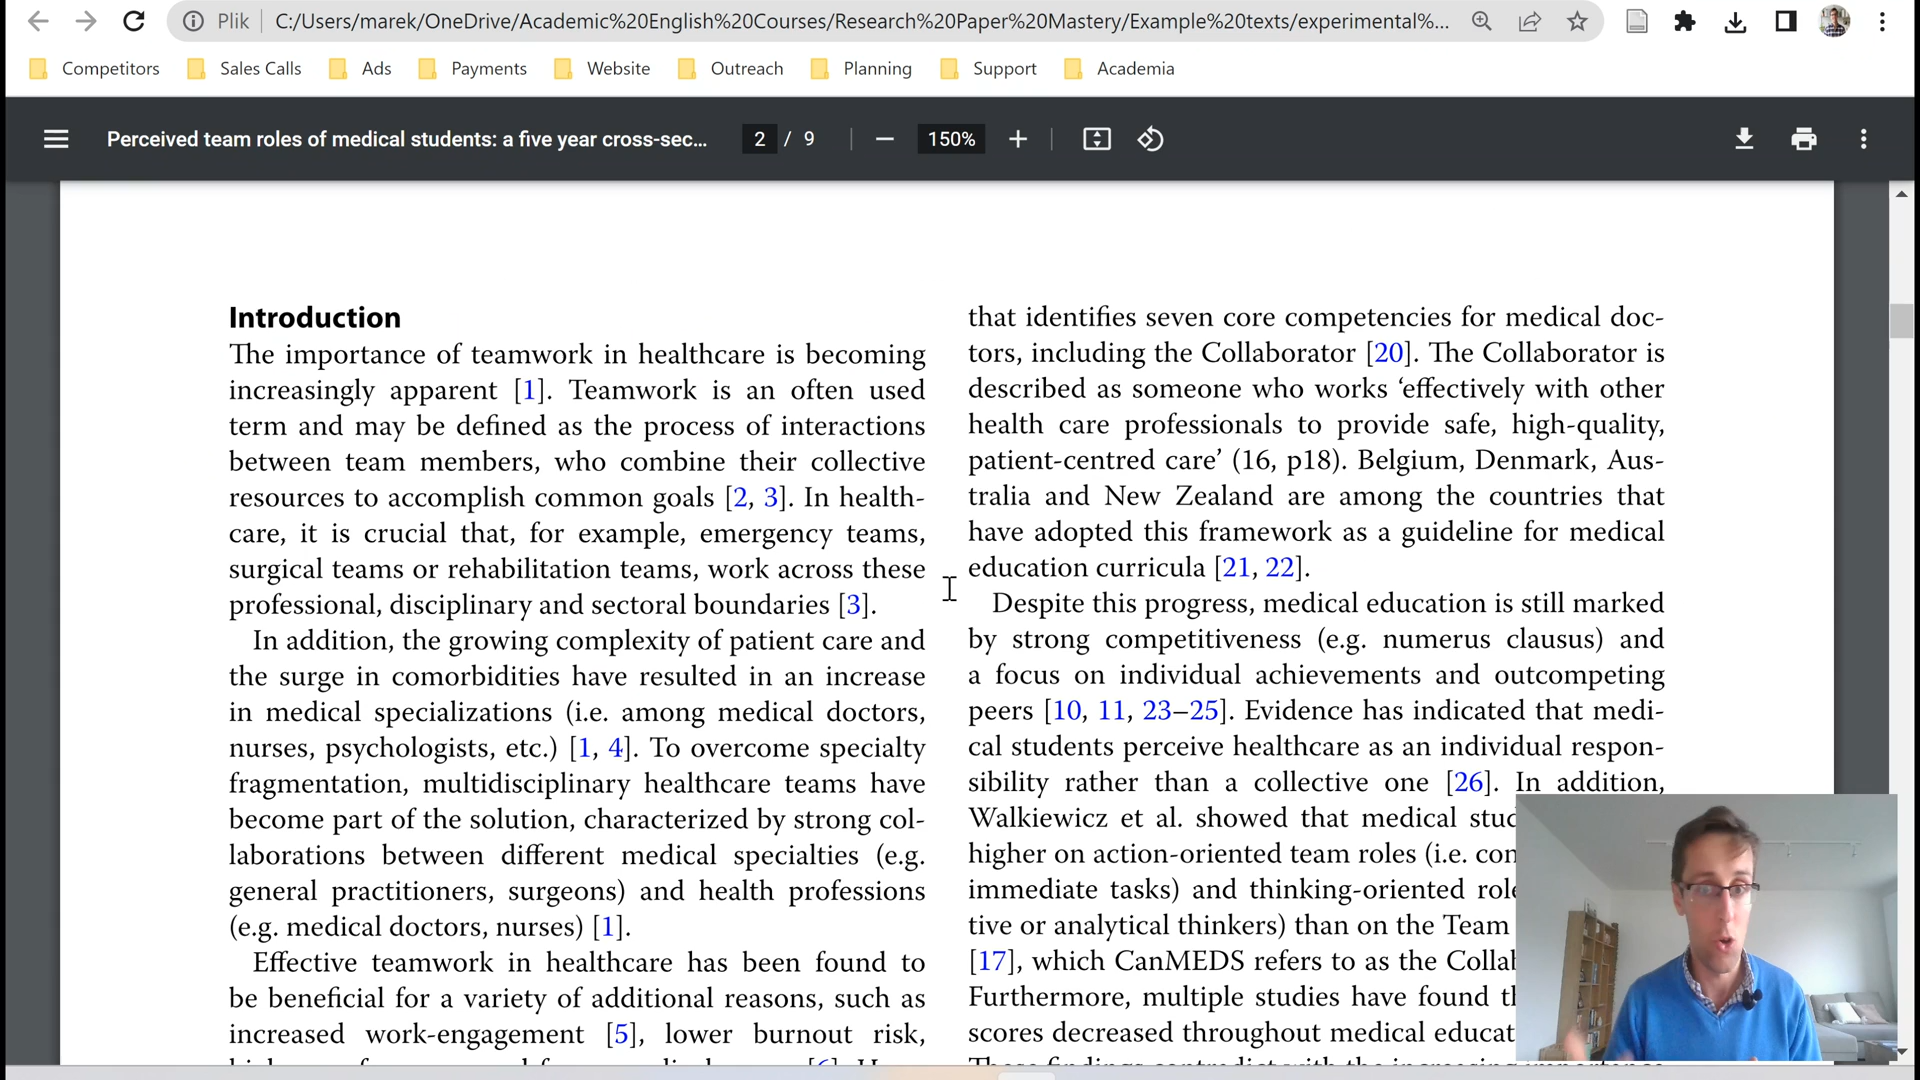 Plik
C:/Users/marek/OneDrive/Academic%20English%20Courses/Research%20Paper%20Mastery/Example%20texts/experimental%...
Competitors
Sales Calls
Ads
Payments
Website
Outreach
Planning
Support
Academia
Perceived team roles of medical students: a five year cross-sec...
2 / 9
150%
Introduction
The importance of teamwork in healthcare is becoming
increasingly apparent [1]. Teamwork is an often used
term and may be defined as the process of interactions
between team members, who combine their collective
resources to accomplish common goals [2, 3]. In health-
care, it is crucial that, for example, emergency teams,
surgical teams or rehabilitation teams, work across these
professional, disciplinary and sectoral boundaries [3].
In addition, the growing complexity of patient care and
the surge in comorbidities have resulted in an increase
in medical specializations (i.e. among medical doctors,
nurses, psychologists, etc.) [1, 4]. To overcome specialty
fragmentation, multidisciplinary healthcare teams have
become part of the solution, characterized by strong col-
laborations between different medical specialties (e.g.
general practitioners, surgeons) and health professions
(e.g. medical doctors, nurses) [1].
Effective teamwork in healthcare has been found to
be beneficial for a variety of additional reasons, such as
increased work-engagement [5], lower burnout risk,
that identifies seven core competencies for medical doc-
tors, including the Collaborator [20]. The Collaborator is
described as someone who works ‘effectively with other
health care professionals to provide safe, high-quality,
patient-centred care’ (16, p18). Belgium, Denmark, Aus-
tralia and New Zealand are among the countries that
have adopted this framework as a guideline for medical
education curricula [21, 22].
Despite this progress, medical education is still marked
by strong competitiveness (e.g. numerus clausus) and
a focus on individual achievements and outcompeting
peers [10, 11, 23–25]. Evidence has indicated that medi-
cal students perceive healthcare as an individual respon-
sibility rather than a collective one [26]. In addition,
Walkiewicz et al. showed that medical stud
higher on action-oriented team roles (i.e. con
immediate tasks) and thinking-oriented role
tive or analytical thinkers) than on the Team
[17], which CanMEDS refers to as the Collab
Furthermore, multiple studies have found th
scores decreased throughout medical educat